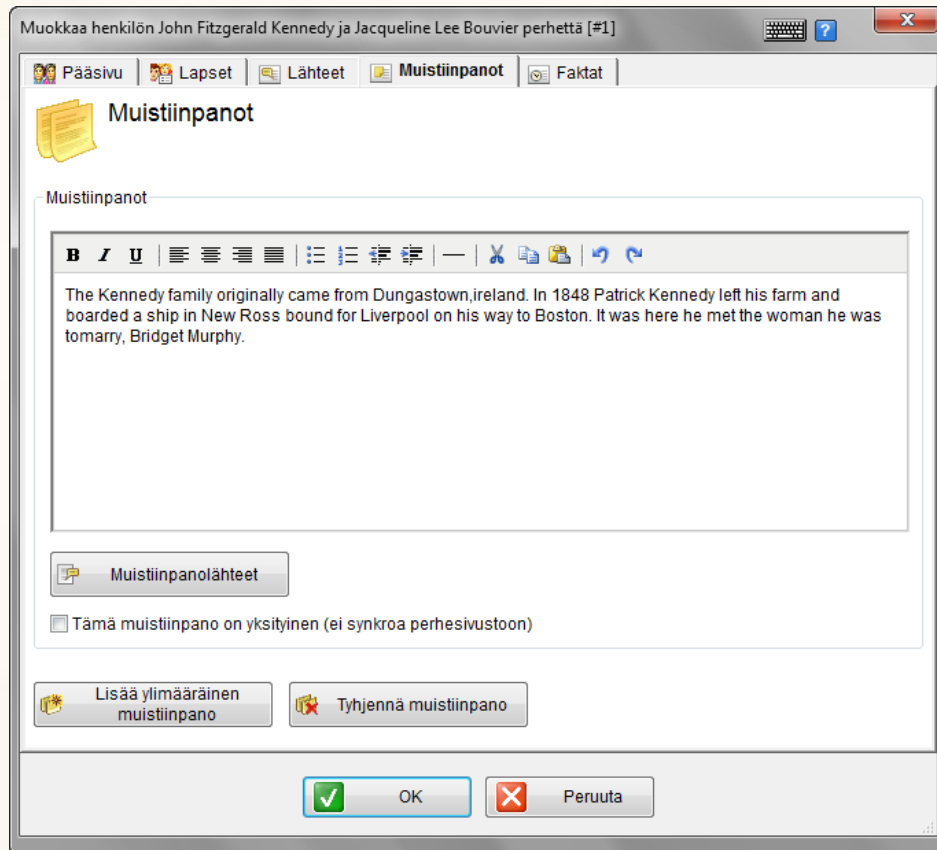 Muokkaa henkilön John Fitzgerald Kennedy ja Jacqueline Lee Bouvier perhettä [#1]
Pääsivu Lapset Lähteet Muistiinpanot Faktat
Muistiinpanot
Muistiinpanot
B I U
The Kennedy family originally came from Dungastown,ireland. In 1848 Patrick Kennedy left his farm and
boarded a ship in New Ross bound for Liverpool on his way to Boston. It was here he met the woman he was
tomarry, Bridget Murphy.
Muistiinpanolähteet
Tämä muistiinpano on yksityinen (ei synkroa perhesivustoon)
Lisää ylimääräinen
muistiinpano
Tyhjennä muistiinpano
OK
Peruuta